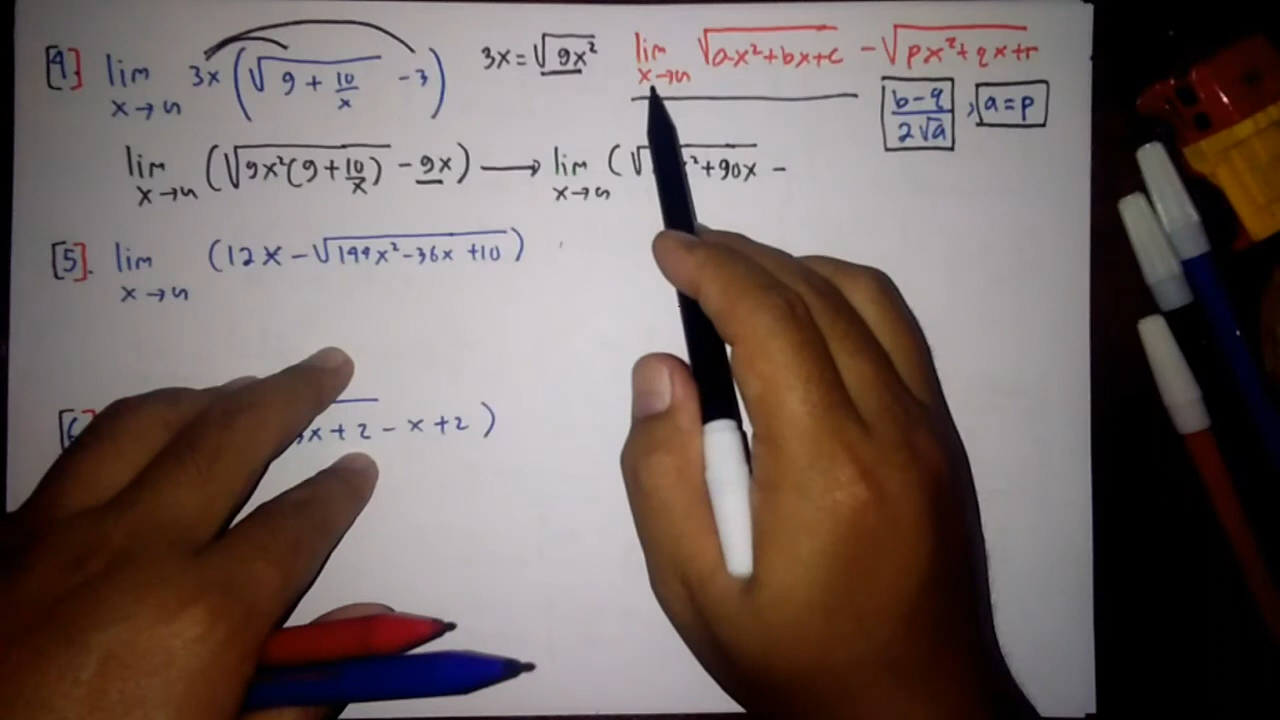 [4] lim x→∞ 3x (√(9 + 10/x) - 3)
3x = √(9x²)
lim x→∞ √(ax²+bx+c) - √(px²+qx+r)
(b-q)/(2√a) , a=p
lim x→∞ (√(9x²(9+10/x)) - 9x) → lim x→∞ (√ ²+90x -
[5]. lim x→∞ (12x - √(144x²-36x+10))
x+2 - x+2)